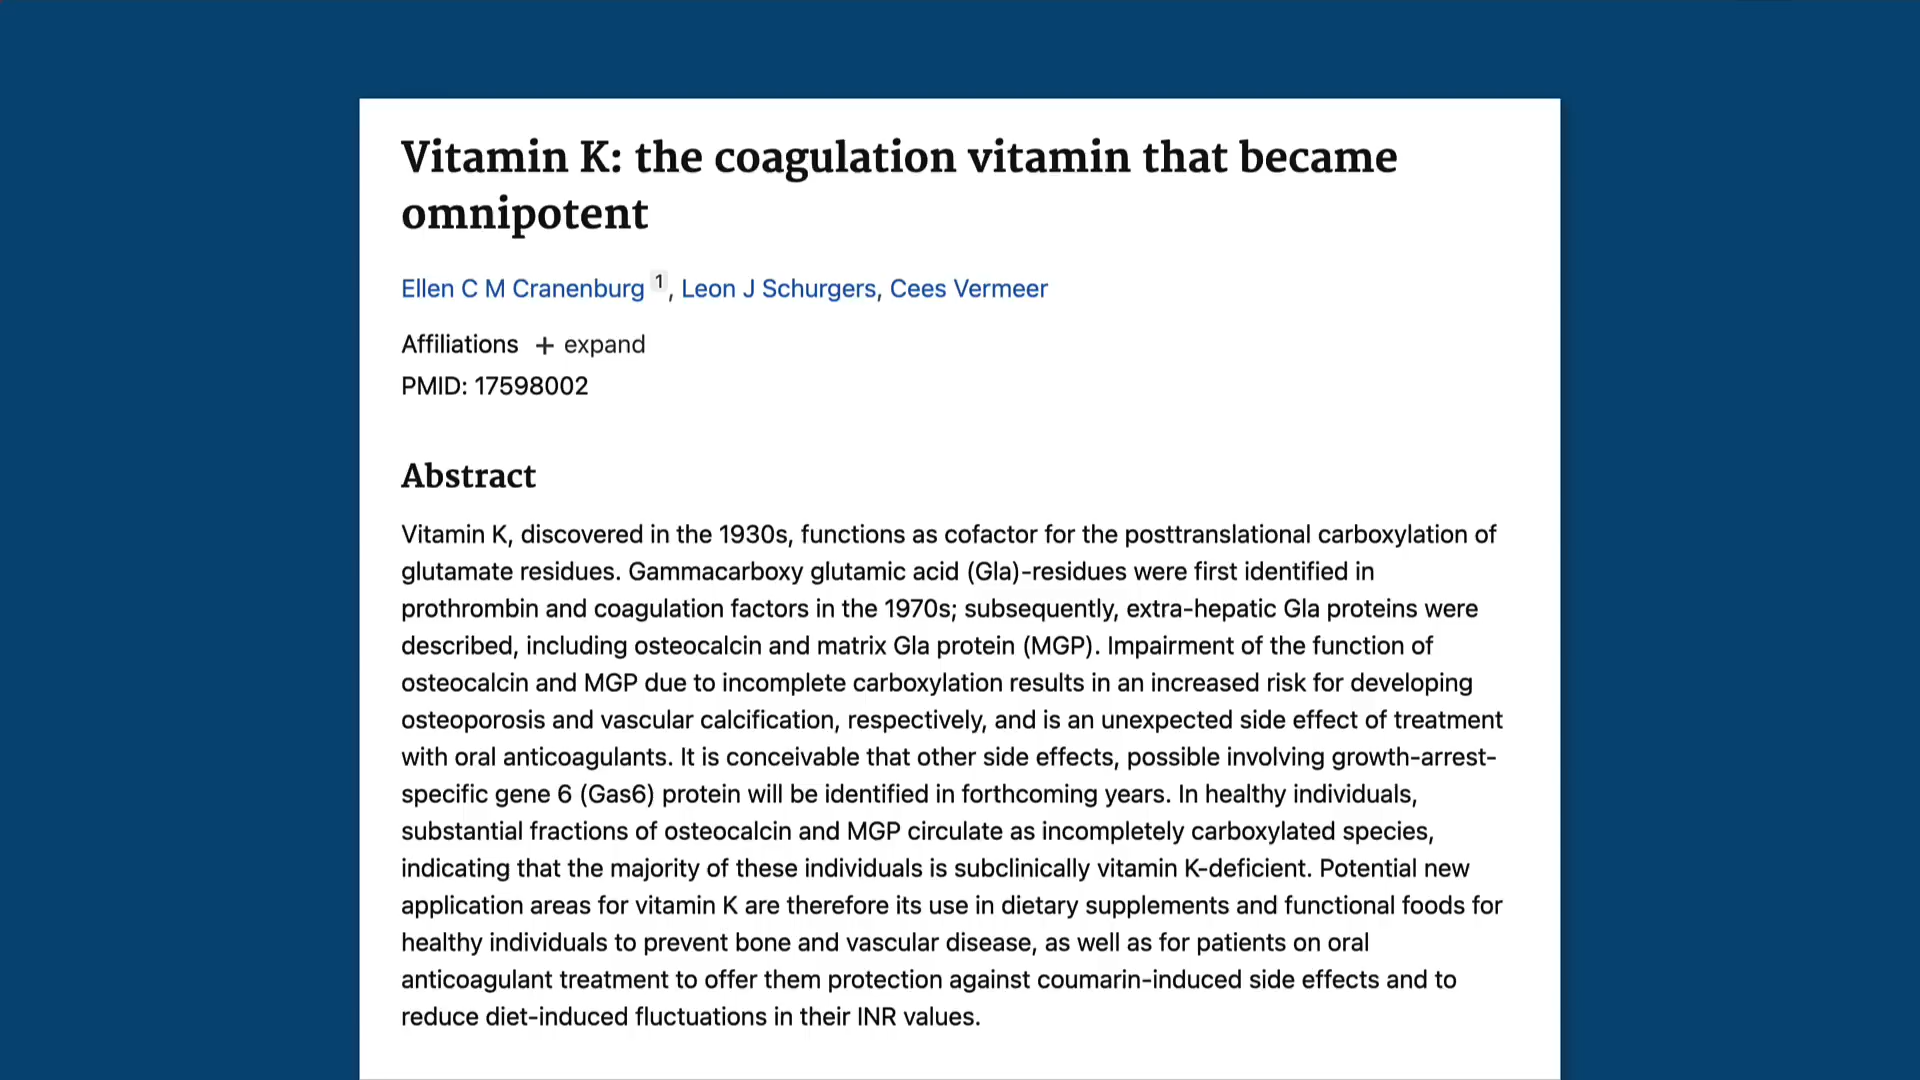 Vitamin K: the coagulation vitamin that became
omnipotent
Ellen C M Cranenburg 1, Leon J Schurgers, Cees Vermeer
Affiliations + expand
PMID: 17598002
Abstract
Vitamin K, discovered in the 1930s, functions as cofactor for the posttranslational carboxylation of
glutamate residues. Gammacarboxy glutamic acid (Gla)-residues were first identified in
prothrombin and coagulation factors in the 1970s; subsequently, extra-hepatic Gla proteins were
described, including osteocalcin and matrix Gla protein (MGP). Impairment of the function of
osteocalcin and MGP due to incomplete carboxylation results in an increased risk for developing
osteoporosis and vascular calcification, respectively, and is an unexpected side effect of treatment
with oral anticoagulants. It is conceivable that other side effects, possible involving growth-arrest-
specific gene 6 (Gas6) protein will be identified in forthcoming years. In healthy individuals,
substantial fractions of osteocalcin and MGP circulate as incompletely carboxylated species,
indicating that the majority of these individuals is subclinically vitamin K-deficient. Potential new
application areas for vitamin K are therefore its use in dietary supplements and functional foods for
healthy individuals to prevent bone and vascular disease, as well as for patients on oral
anticoagulant treatment to offer them protection against coumarin-induced side effects and to
reduce diet-induced fluctuations in their INR values.